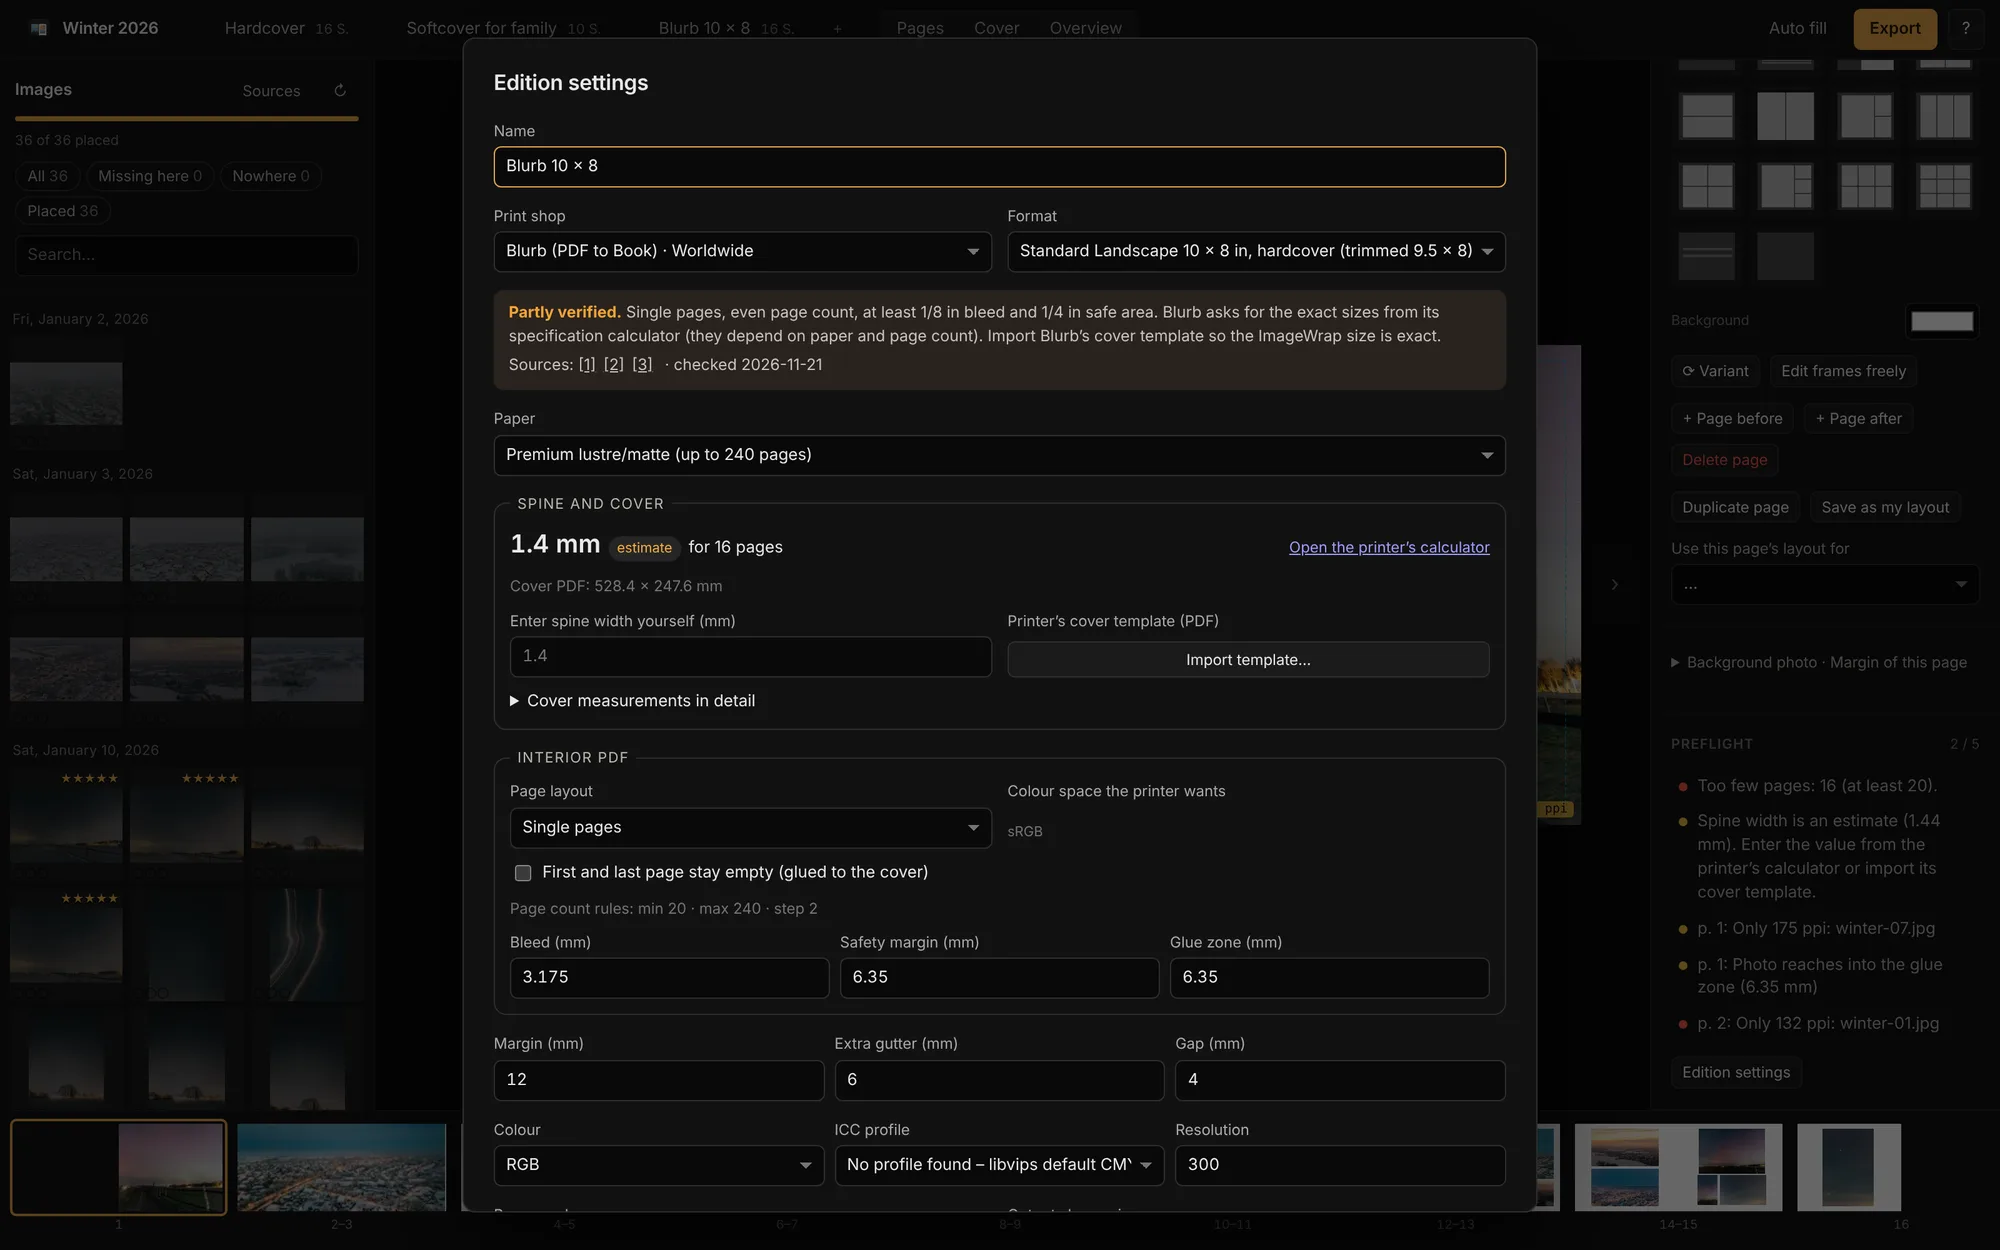 Winter 2026
Hardcover 16 S.
Softcover for family 10 S.
Blurb 10 × 8 16 S.
+
Pages
Cover
Overview
Auto fill
Export
?
Images
Sources
36 of 36 placed
All 36
Missing here 0
Nowhere 0
Placed 36
Search...
Fri, January 2, 2026
Sat, January 3, 2026
Sat, January 10, 2026
★★★★★
★★★★★
★★★★★
Edition settings
Name
Blurb 10 × 8
Print shop
Format
Blurb (PDF to Book) · Worldwide
Standard Landscape 10 × 8 in, hardcover (trimmed 9.5 × 8)
Partly verified. Single pages, even page count, at least 1/8 in bleed and 1/4 in safe area. Blurb asks for the exact sizes from its
specification calculator (they depend on paper and page count). Import Blurb’s cover template so the ImageWrap size is exact.
Sources: [1] [2] [3] · checked 2026-11-21
Paper
Premium lustre/matte (up to 240 pages)
SPINE AND COVER
1.4 mm estimate for 16 pages
Open the printer’s calculator
Cover PDF: 528.4 × 247.6 mm
Enter spine width yourself (mm)
Printer’s cover template (PDF)
1.4
Import template...
Cover measurements in detail
INTERIOR PDF
Page layout
Colour space the printer wants
Single pages
sRGB
First and last page stay empty (glued to the cover)
Page count rules: min 20 · max 240 · step 2
Bleed (mm)
Safety margin (mm)
Glue zone (mm)
3.175
6.35
6.35
Margin (mm)
Extra gutter (mm)
Gap (mm)
12
6
4
Colour
ICC profile
Resolution
RGB
No profile found – libvips default CMY
300
Background
⟳ Variant
Edit frames freely
+ Page before
+ Page after
Delete page
Duplicate page
Save as my layout
Use this page’s layout for
...
Background photo · Margin of this page
PREFLIGHT
2 / 5
Too few pages: 16 (at least 20).
Spine width is an estimate (1.44
mm). Enter the value from the
printer’s calculator or import its
cover template.
p. 1: Only 175 ppi: winter-07.jpg
p. 1: Photo reaches into the glue
zone (6.35 mm)
p. 2: Only 132 ppi: winter-01.jpg
Edition settings
ppi
1
2–3
4–5
6–7
8–9
10–11
12–13
14–15
16